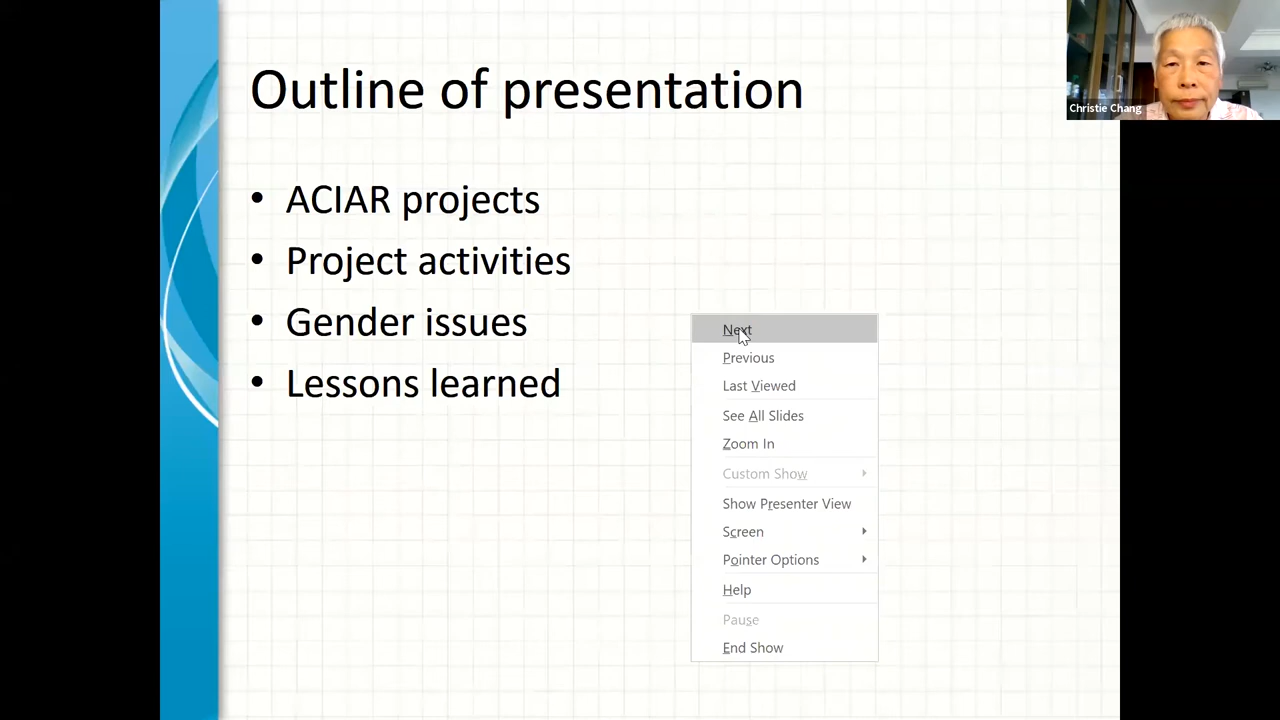 Outline of presentation
• ACIAR projects
• Project activities
• Gender issues
• Lessons learned
Christie Chang
Next
Previous
Last Viewed
See All Slides
Zoom In
Custom Show
Show Presenter View
Screen
Pointer Options
Help
Pause
End Show